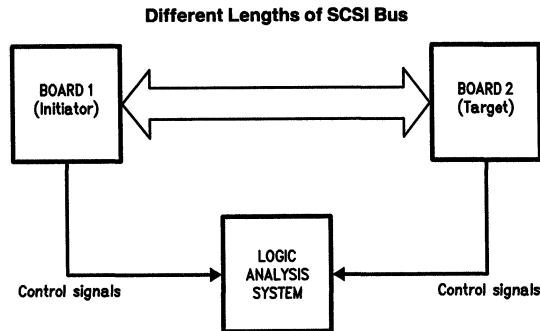 Different Lengths of SCSI Bus
BOARD 1
(Initiator)
BOARD 2
(Target)
LOGIC
ANALYSIS
SYSTEM
Control signals
Control signals